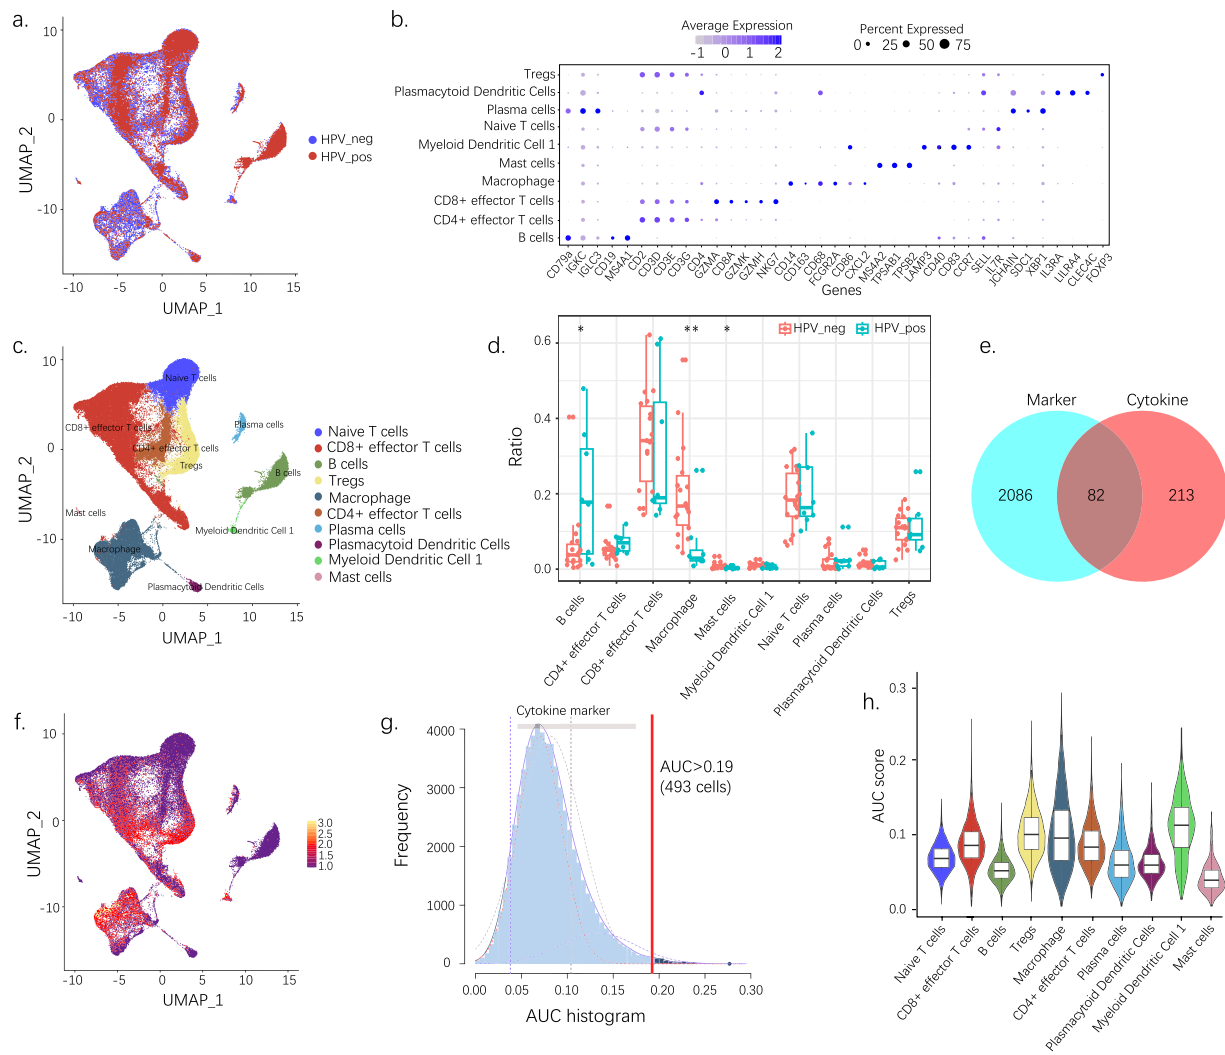 a.
10
0
-10
UMAP_2
-10
-5
0
5
10
15
UMAP_1
HPV_neg
HPV_pos
b.
Average Expression
-1
0
1
2
Percent Expressed
0
25
50
75
Tregs
Plasmacytoid Dendritic Cells
Plasma cells
Naive T cells
Myeloid Dendritic Cell 1
Mast cells
Macrophage
CD8+ effector T cells
CD4+ effector T cells
B cells
CD79a
IGKC
IGLC3
CD19
MS4A1
CD2
CD3D
CD3E
CD3G
CD4
GZMA
CD8A
GZMK
GZMH
NKG7
CD14
CD163
CD68
FCGR2A
CD86
CXCL2
MS4A2
TPSAB1
TPSB2
LAMP3
CD40
CD83
CCR7
SELL
IL7R
JCHAIN
SDC1
XBP1
IL3RA
LILRA4
CLEC4C
FOXP3
Genes
c.
10
0
-10
UMAP_2
-10
-5
0
5
10
15
UMAP_1
Naive T cells
CD8+ effector T cells
CD4+ effector T cells
Tregs
Plasma cells
B cells
Mast cells
Myeloid Dendritic Cell 1
Macrophage
Plasmacytoid Dendritic Cells
Naive T cells
CD8+ effector T cells
B cells
Tregs
Macrophage
CD4+ effector T cells
Plasma cells
Plasmacytoid Dendritic Cells
Myeloid Dendritic Cell 1
Mast cells
d.
Ratio
0.6
0.4
0.2
0.0
*
**
*
HPV_neg
HPV_pos
B cells
CD4+ effector T cells
CD8+ effector T cells
Macrophage
Mast cells
Myeloid Dendritic Cell 1
Naive T cells
Plasma cells
Plasmacytoid Dendritic Cells
Tregs
e.
Marker
Cytokine
2086
82
213
f.
10
0
-10
UMAP_2
-10
-5
0
5
10
15
UMAP_1
3.0
2.5
2.0
1.5
1.0
g.
Cytokine marker
4000
3000
2000
1000
0
Frequency
AUC>0.19
(493 cells)
0.00
0.05
0.10
0.15
0.20
0.25
0.30
AUC histogram
h.
0.3
0.2
0.1
0.0
AUC score
Naive T cells
CD8+ effector T cells
B cells
Tregs
Macrophage
CD4+ effector T cells
Plasma cells
Plasmacytoid Dendritic Cells
Myeloid Dendritic Cell 1
Mast cells